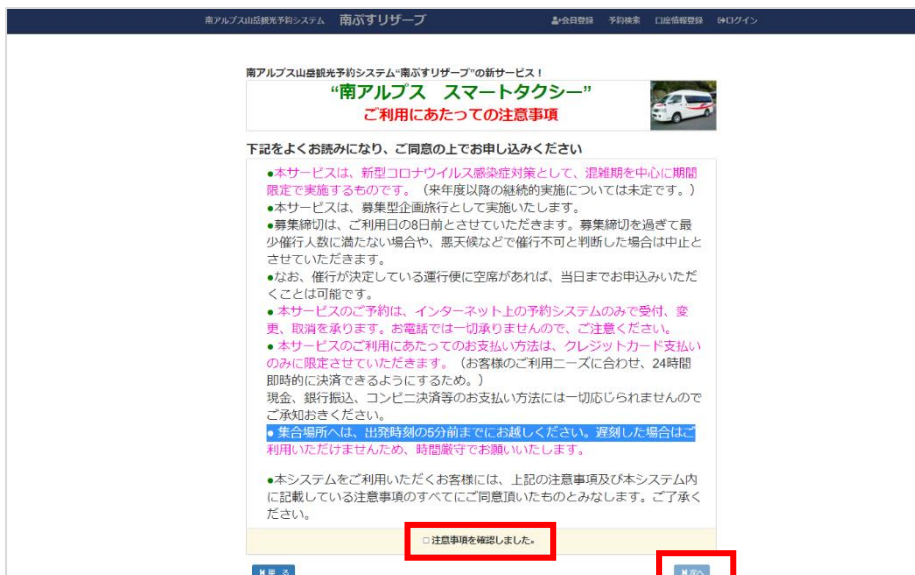 南アルプス山岳観光予約システム 南ぷすリザーブ 会員登録 予約検索 口座情報登録 ログイン
南アルプス山岳観光予約システム“南ぷすリザーブ”の新サービス！
“南アルプス スマートタクシー”
ご利用にあたっての注意事項
下記をよくお読みになり、ご同意の上でお申し込みください
●本サービスは、新型コロナウイルス感染症対策として、混雑期を中心に期間
限定で実施するものです。（来年度以降の継続的実施については未定です。）
●本サービスは、募集型企画旅行として実施いたします。
●募集締切は、ご利用日の8日前とさせていただきます。募集締切を過ぎて最
少催行人数に満たない場合や、悪天候などで催行不可と判断した場合は中止と
させていただきます。
●なお、催行が決定している運行便に空席があれば、当日までお申込みいただ
くことは可能です。
● 本サービスのご予約は、インターネット上の予約システムのみで受付、変
更、取消を承ります。お電話では一切承りませんので、ご注意ください。
● 本サービスのご利用にあたってのお支払い方法は、クレジットカード支払い
のみに限定させていただきます。（お客様のご利用ニーズに合わせ、24時間
即時的に決済できるようにするため。）
現金、銀行振込、コンビニ決済等のお支払い方法には一切応じられませんので
ご承知おきください。
● 集合場所へは、出発時刻の5分前までにお越しください。遅刻した場合はご
利用いただけませんため、時間厳守でお願いいたします。
●本システムをご利用いただくお客様には、上記の注意事項及び本システム内
に記載している注意事項のすべてにご同意頂いたものとみなします。ご了承く
ださい。
□ 注意事項を確認しました。
戻 る 次へ